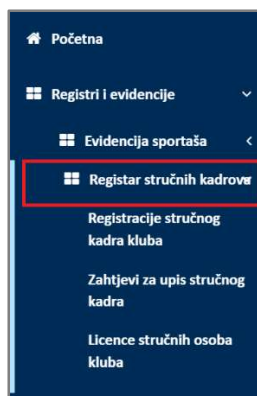 Početna
Registri i evidencije
Evidencija sportaša
Registar stručnih kadrova
Registracije stručnog
kadra kluba
Zahtjevi za upis stručnog
kadra
Licence stručnih osoba
kluba